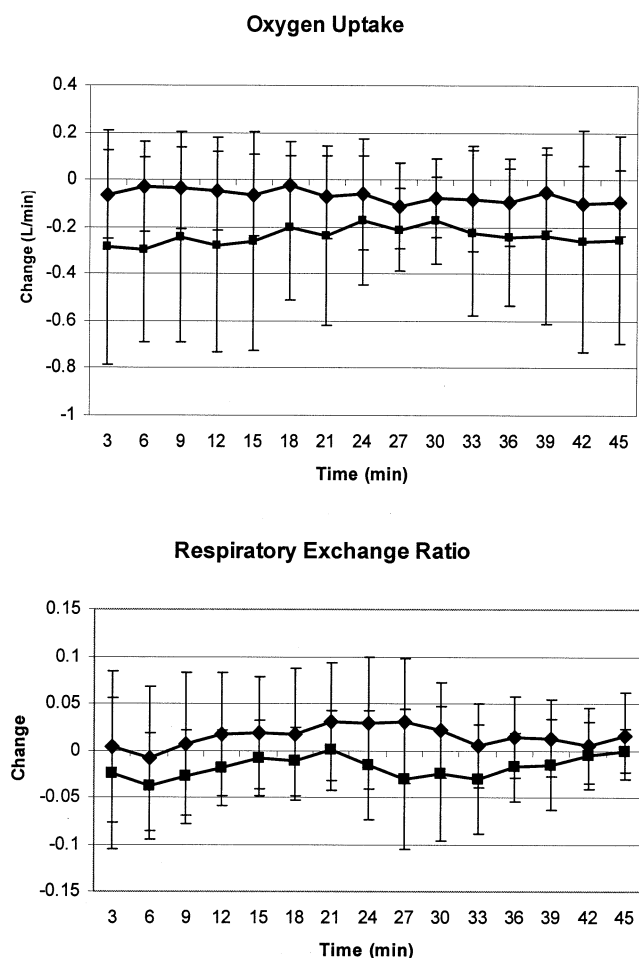 Oxygen Uptake
0.4
0.2
0
-0.2
-0.4
-0.6
-0.8
-1
Change (L/min)
3 6 9 12 15 18 21 24 27 30 33 36 39 42 45
Time (min)
Respiratory Exchange Ratio
0.15
0.1
0.05
0
-0.05
-0.1
-0.15
Change
3 6 9 12 15 18 21 24 27 30 33 36 39 42 45
Time (min)